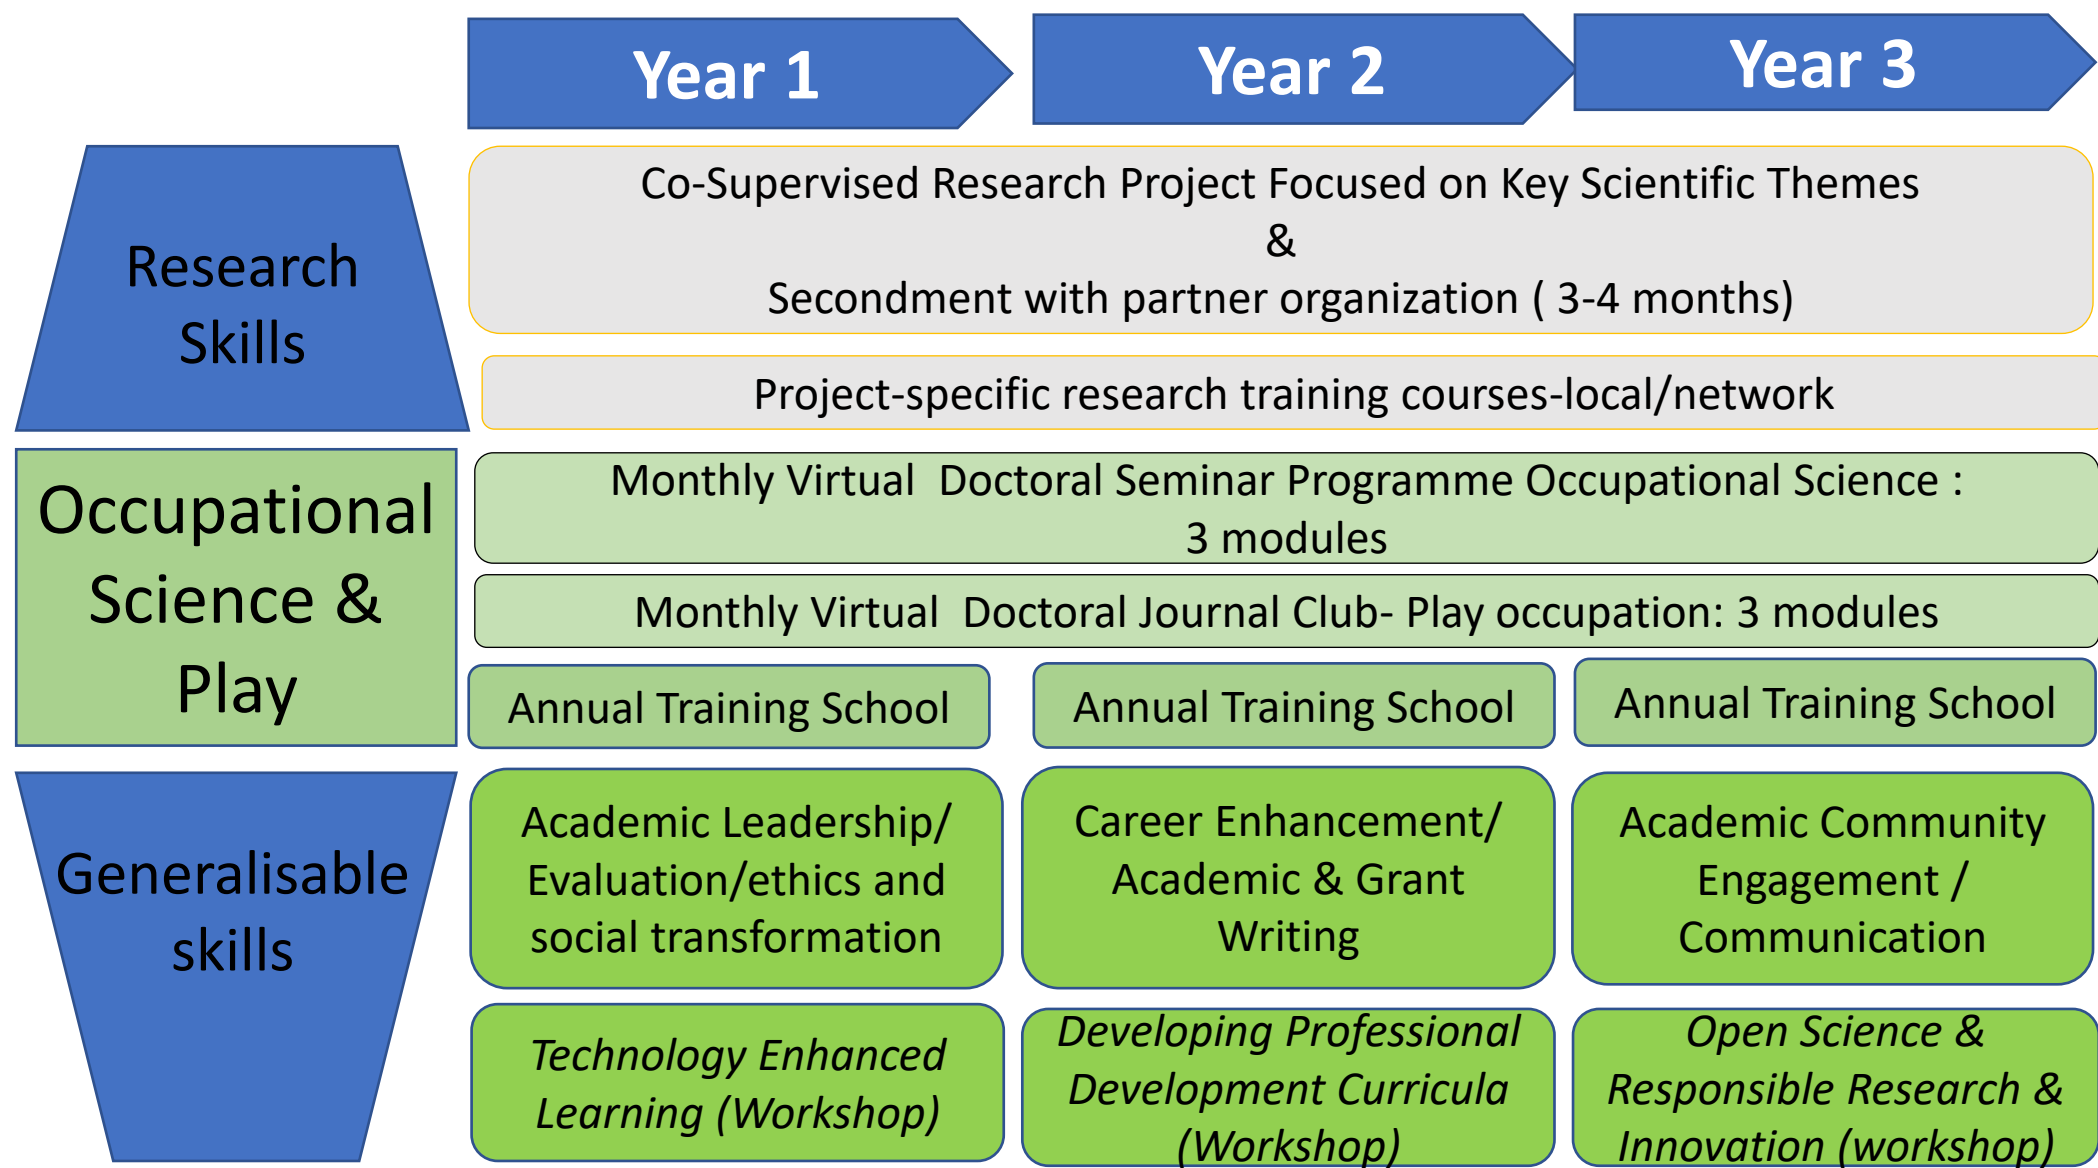 Year 1
Year 2
Year 3
Research
Skills
Co-Supervised Research Project Focused on Key Scientific Themes
&
Secondment with partner organization ( 3-4 months)
Project-specific research training courses-local/network
Occupational
Science &
Play
Monthly Virtual  Doctoral Seminar Programme Occupational Science :
3 modules
Monthly Virtual  Doctoral Journal Club- Play occupation: 3 modules
Annual Training School
Annual Training School
Annual Training School
Generalisable
skills
Academic Leadership/
Evaluation/ethics and
social transformation
Career Enhancement/
Academic & Grant
Writing
Academic Community
Engagement /
Communication
Technology Enhanced
Learning (Workshop)
Developing Professional
Development Curricula
(Workshop)
Open Science &
Responsible Research &
Innovation (workshop)